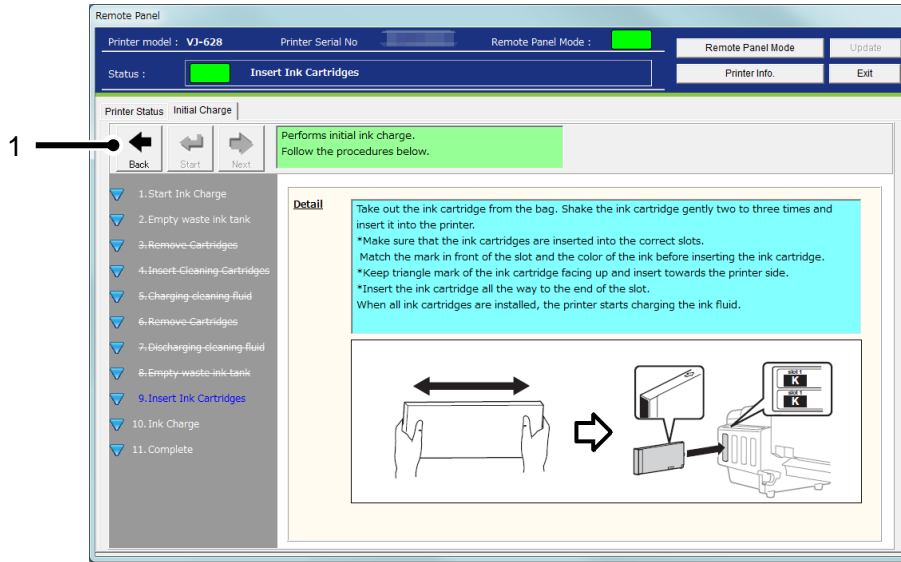 Remote Panel
Printer model : VJ-628 Printer Serial No Remote Panel Mode :
Remote Panel Mode Update
Status : Insert Ink Cartridges
Printer Info. Exit
Printer Status Initial Charge
1
Back Start Next
Performs initial ink charge.
Follow the procedures below.
1.Start Ink Charge
2.Empty waste ink tank
3.Remove Cartridges
4.Insert Cleaning Cartridges
5.Charging cleaning fluid
6.Remove Cartridges
7.Discharging cleaning fluid
8.Empty waste ink tank
9.Insert Ink Cartridges
10.Ink Charge
11.Complete
Detail
Take out the ink cartridge from the bag. Shake the ink cartridge gently two to three times and
insert it into the printer.
*Make sure that the ink cartridges are inserted into the correct slots.
Match the mark in front of the slot and the color of the ink before inserting the ink cartridge.
*Keep triangle mark of the ink cartridge facing up and insert towards the printer side.
*Insert the ink cartridge all the way to the end of the slot.
When all ink cartridges are installed, the printer starts charging the ink fluid.
slot 1
K
slot 1
K